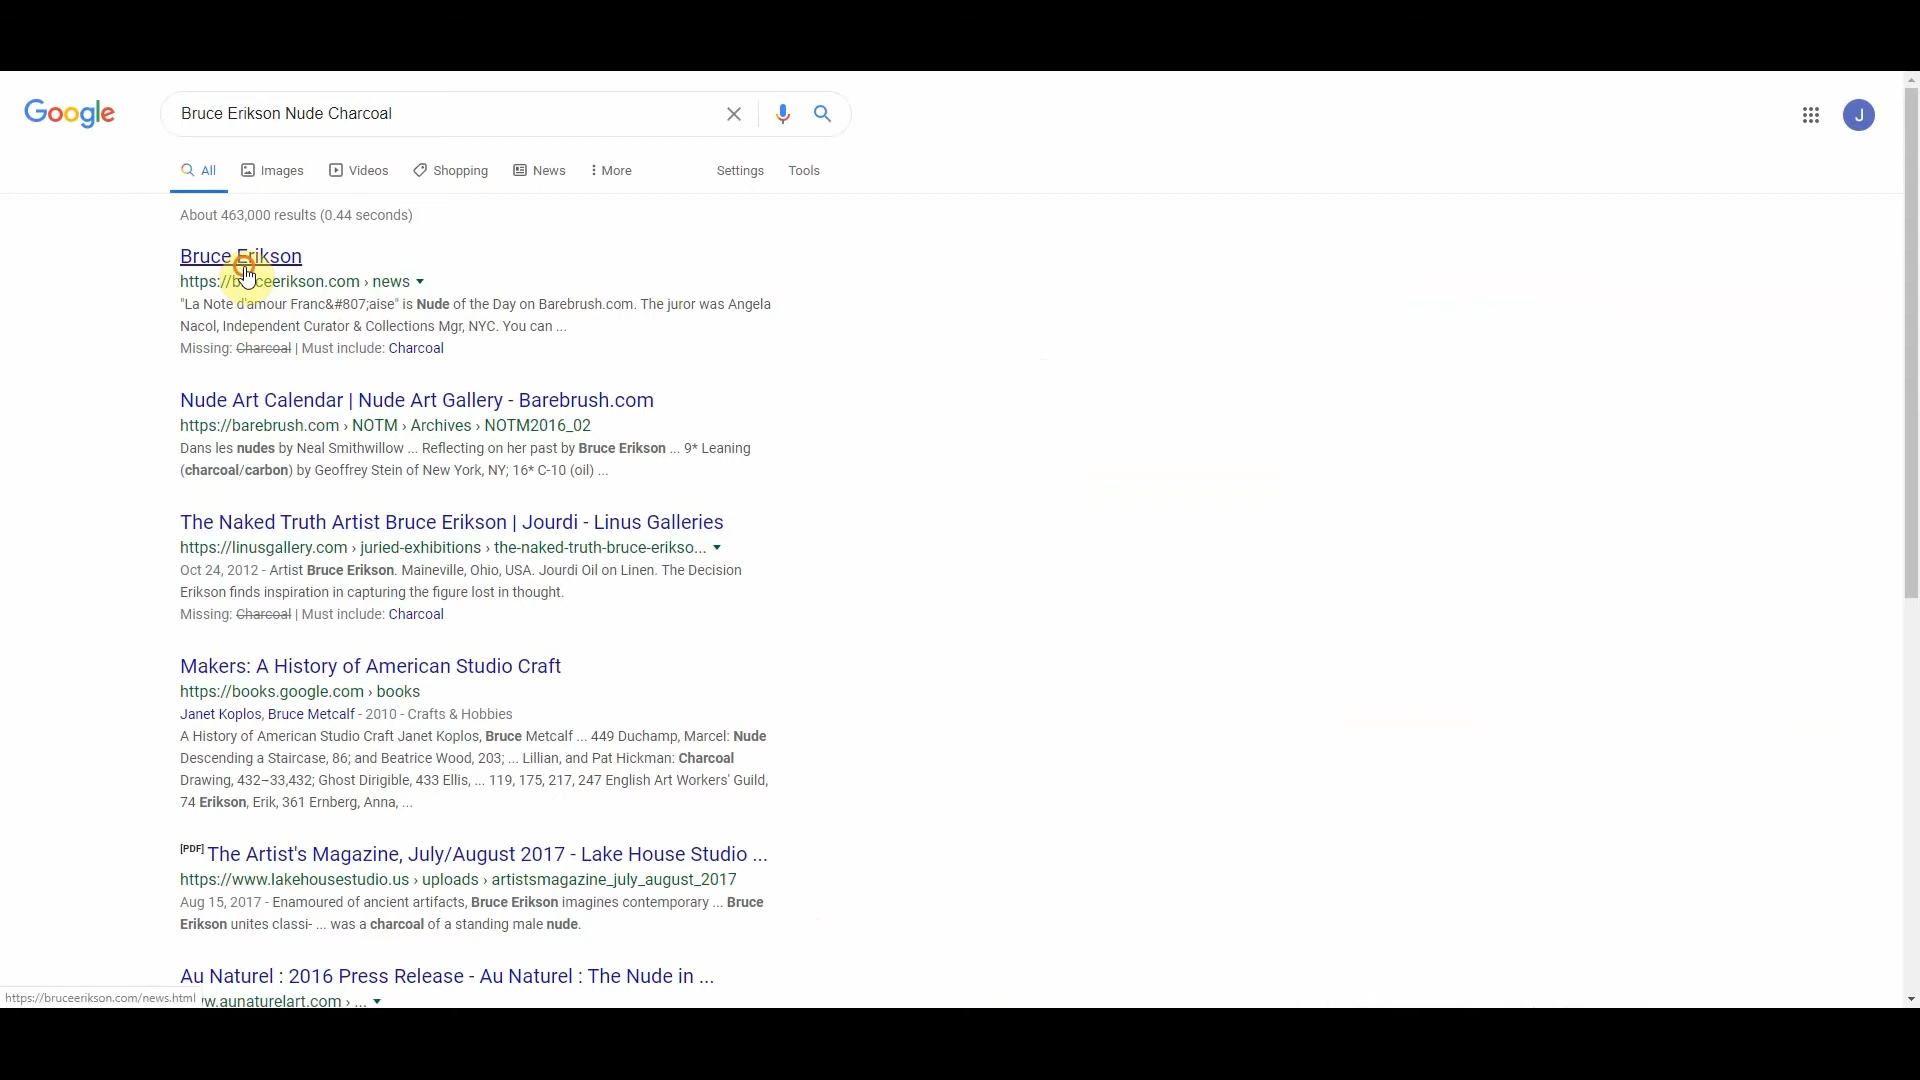 Google
Bruce Erikson Nude Charcoal
J
All Images Videos Shopping News More Settings Tools
About 463,000 results (0.44 seconds)
Bruce Erikson
https://bruceerikson.com › news
"La Note d'amour Franc&#807;aise" is Nude of the Day on Barebrush.com. The juror was Angela
Nacol, Independent Curator & Collections Mgr, NYC. You can ...
Missing: Charcoal | Must include: Charcoal
Nude Art Calendar | Nude Art Gallery - Barebrush.com
https://barebrush.com › NOTM › Archives › NOTM2016_02
Dans les nudes by Neal Smithwillow ... Reflecting on her past by Bruce Erikson ... 9* Leaning
(charcoal/carbon) by Geoffrey Stein of New York, NY; 16* C-10 (oil) ...
The Naked Truth Artist Bruce Erikson | Jourdi - Linus Galleries
https://linusgallery.com › juried-exhibitions › the-naked-truth-bruce-erikso...
Oct 24, 2012 - Artist Bruce Erikson. Maineville, Ohio, USA. Jourdi Oil on Linen. The Decision
Erikson finds inspiration in capturing the figure lost in thought.
Missing: Charcoal | Must include: Charcoal
Makers: A History of American Studio Craft
https://books.google.com › books
Janet Koplos, Bruce Metcalf - 2010 - Crafts & Hobbies
A History of American Studio Craft Janet Koplos, Bruce Metcalf ... 449 Duchamp, Marcel: Nude
Descending a Staircase, 86; and Beatrice Wood, 203; ... Lillian, and Pat Hickman: Charcoal
Drawing, 432–33,432; Ghost Dirigible, 433 Ellis, ... 119, 175, 217, 247 English Art Workers' Guild,
74 Erikson, Erik, 361 Ernberg, Anna, ...
[PDF] The Artist's Magazine, July/August 2017 - Lake House Studio ...
https://www.lakehousestudio.us › uploads › artistsmagazine_july_august_2017
Aug 15, 2017 - Enamoured of ancient artifacts, Bruce Erikson imagines contemporary ... Bruce
Erikson unites classi- ... was a charcoal of a standing male nude.
Au Naturel : 2016 Press Release - Au Naturel : The Nude in ...
https://bruceerikson.com/news.html w.aunaturelart.com › ...